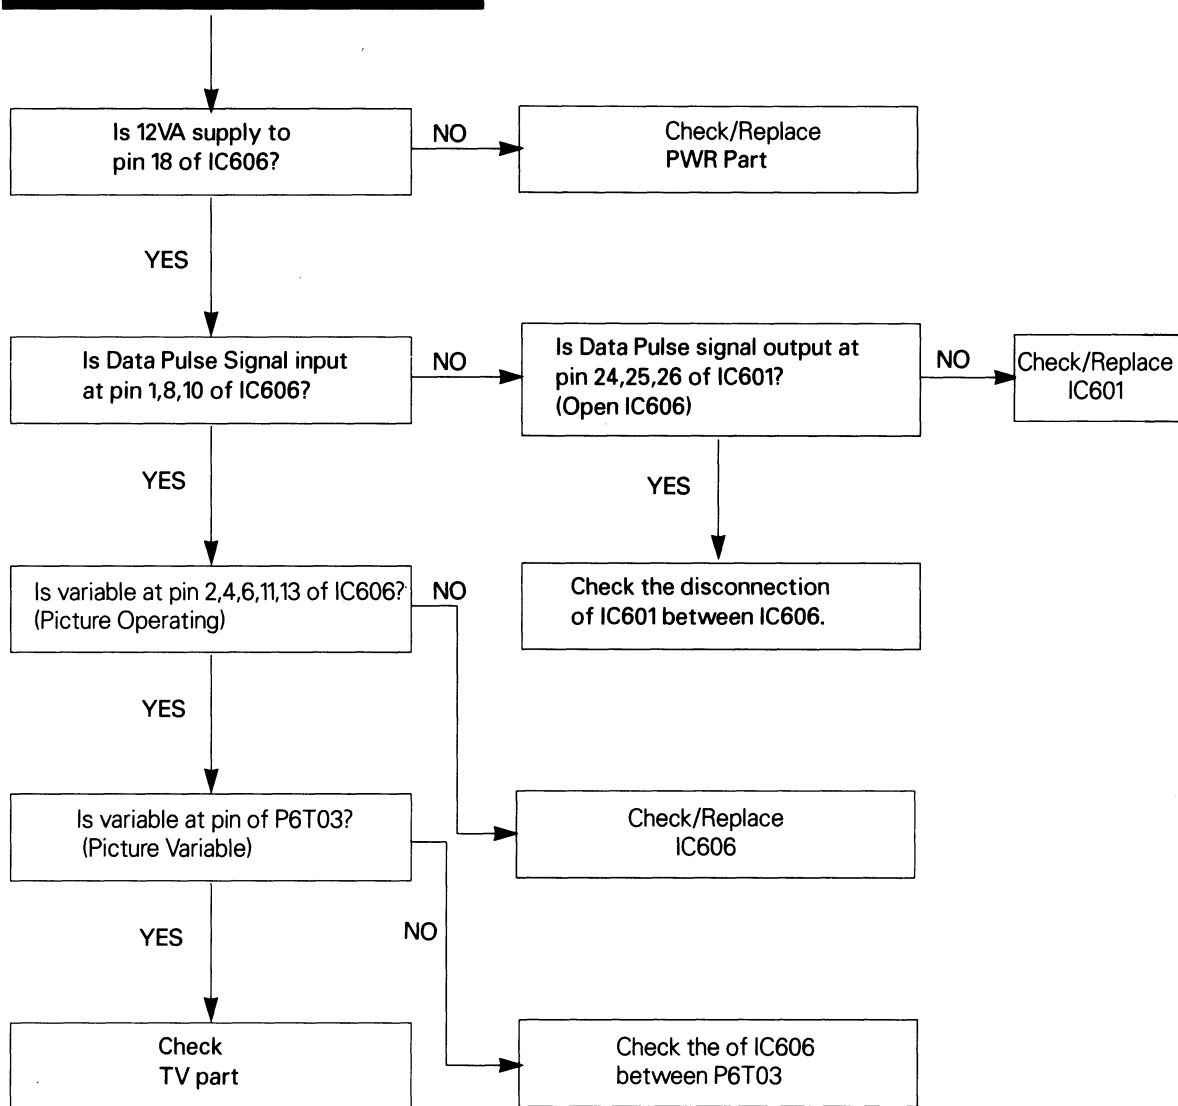 Is 12VA supply to
pin 18 of IC606?
NO
Check/Replace
PWR Part
YES
Is Data Pulse Signal input
at pin 1,8,10 of IC606?
NO
Is Data Pulse signal output at
pin 24,25,26 of IC601?
(Open IC606)
NO
Check/Replace
IC601
YES
YES
Is variable at pin 2,4,6,11,13 of IC606?
(Picture Operating)
NO
Check the disconnection
of IC601 between IC606.
YES
Is variable at pin of P6T03?
(Picture Variable)
Check/Replace
IC606
YES
NO
Check
TV part
Check the of IC606
between P6T03